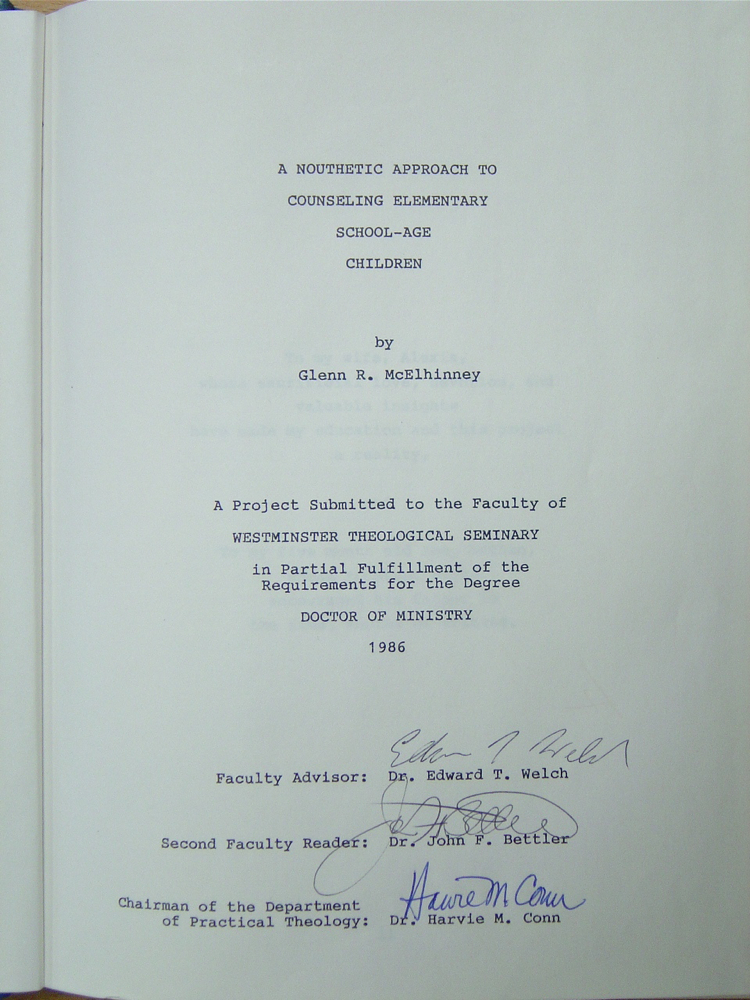 A NOUTHETIC APPROACH TO
COUNSELING ELEMENTARY
SCHOOL-AGE
CHILDREN
by
Glenn R. McElhinney
A Project Submitted to the Faculty of
WESTMINSTER THEOLOGICAL SEMINARY
in Partial Fulfillment of the
Requirements for the Degree
DOCTOR OF MINISTRY
1986
Edw T Welch
Faculty Advisor: Dr. Edward T. Welch
J F Bettler
Second Faculty Reader: Dr. John F. Bettler
Harvie M. Conn
Chairman of the Department
of Practical Theology: Dr. Harvie M. Conn